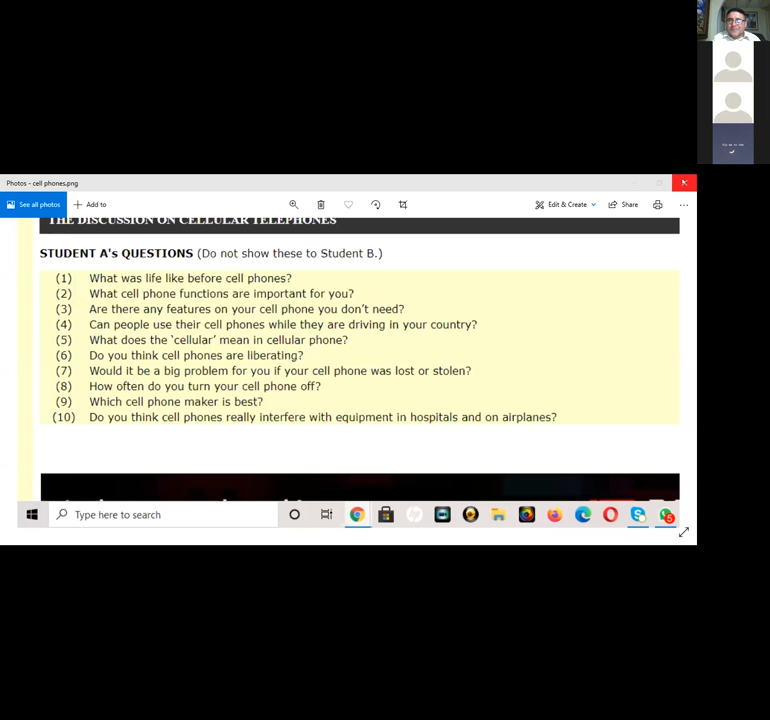 Photos - cell phones.png
See all photos
Add to
Edit & Create
Share
THE DISCUSSION ON CELLULAR TELEPHONES
STUDENT A's QUESTIONS (Do not show these to Student B.)
(1) What was life like before cell phones?
(2) What cell phone functions are important for you?
(3) Are there any features on your cell phone you don't need?
(4) Can people use their cell phones while they are driving in your country?
(5) What does the ‘cellular’ mean in cellular phone?
(6) Do you think cell phones are liberating?
(7) Would it be a big problem for you if your cell phone was lost or stolen?
(8) How often do you turn your cell phone off?
(9) Which cell phone maker is best?
(10) Do you think cell phones really interfere with equipment in hospitals and on airplanes?
Type here to search
5